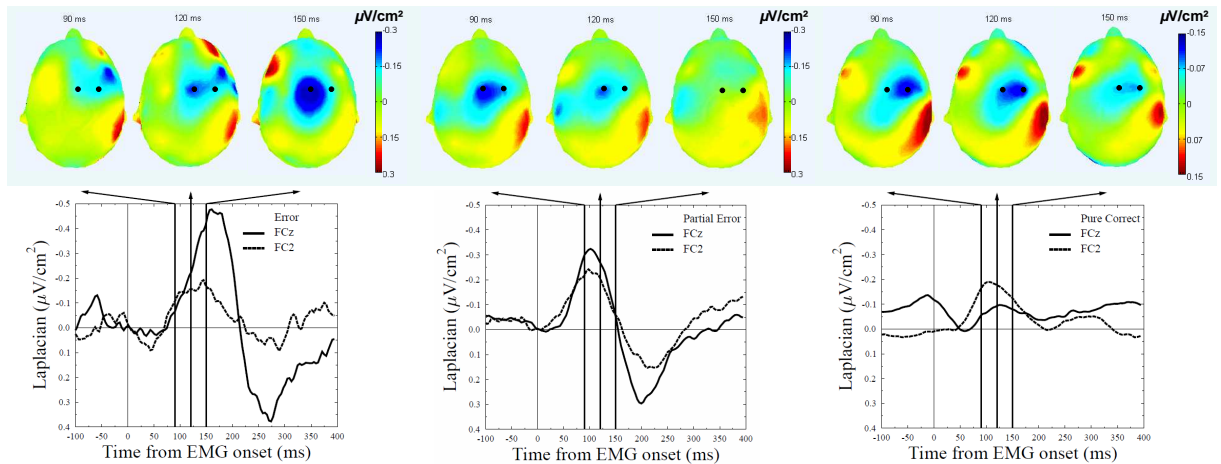 90 ms 120 ms 150 ms μV/cm²
-0.3
-0.15
0
0.15
0.3
90 ms 120 ms 150 ms μV/cm²
-0.3
-0.15
0
0.15
0.3
90 ms 120 ms 150 ms μV/cm²
-0.15
-0.07
0
0.07
0.15
Laplacian (μV/cm²)
-0.5
-0.4
-0.3
-0.2
-0.1
0.0
0.1
0.2
0.3
0.4
Error
FCz
FC2
-100 -50 0 50 100 150 200 250 300 350 400
Time from EMG onset (ms)
Laplacian (μV/cm²)
-0.5
-0.4
-0.3
-0.2
-0.1
0.0
0.1
0.2
0.3
0.4
Partial Error
FCz
FC2
-100 -50 0 50 100 150 200 250 300 350 400
Time from EMG onset (ms)
Laplacian (μV/cm²)
-0.5
-0.4
-0.3
-0.2
-0.1
0.0
0.1
0.2
0.3
0.4
Pure Correct
FCz
FC2
-100 -50 0 50 100 150 200 250 300 350 400
Time from EMG onset (ms)